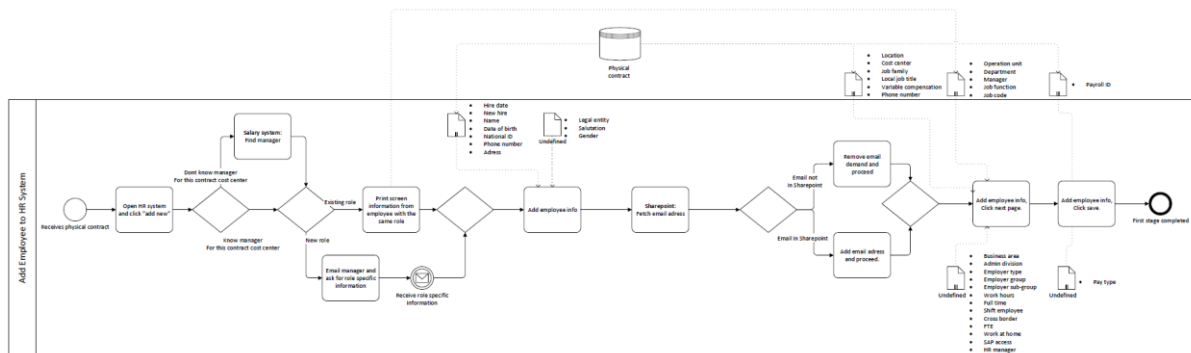 Physical
contract
Location
Cost center
Job family
Local job title
Variable compensation
Phone number
Operation unit
Department
Manager
Job function
Job code
Payroll ID
Add Employee to HR System
Receives physical contract
Open HR system
and click "add new"
Dont know manager
For this contract cost center
Salary system:
Find manager
Know manager
For this contract cost center
Existing role
New role
Print screen
information from
employee with the
same role
Email manager and
ask for role specific
information
Receive role specific
information
Hire date
New hire
Name
Date of birth
National ID
Phone number
Adress
Undefined
Legal entity
Salutation
Gender
Add employee info
Sharepoint:
Fetch email adress
Email not
in Sharepoint
Email in Sharepoint
Remove email
demand and
proceed
Add email adress
and proceed.
Add employee info,
Click next page.
Undefined
Business area
Admin division
Employer type
Employer group
Employer sub-group
Work hours
Full time
Shift employee
Cross border
FTE
Work at home
SAP access
HR manager
Add employee info,
Click save.
Undefined
Pay type
First stage completed